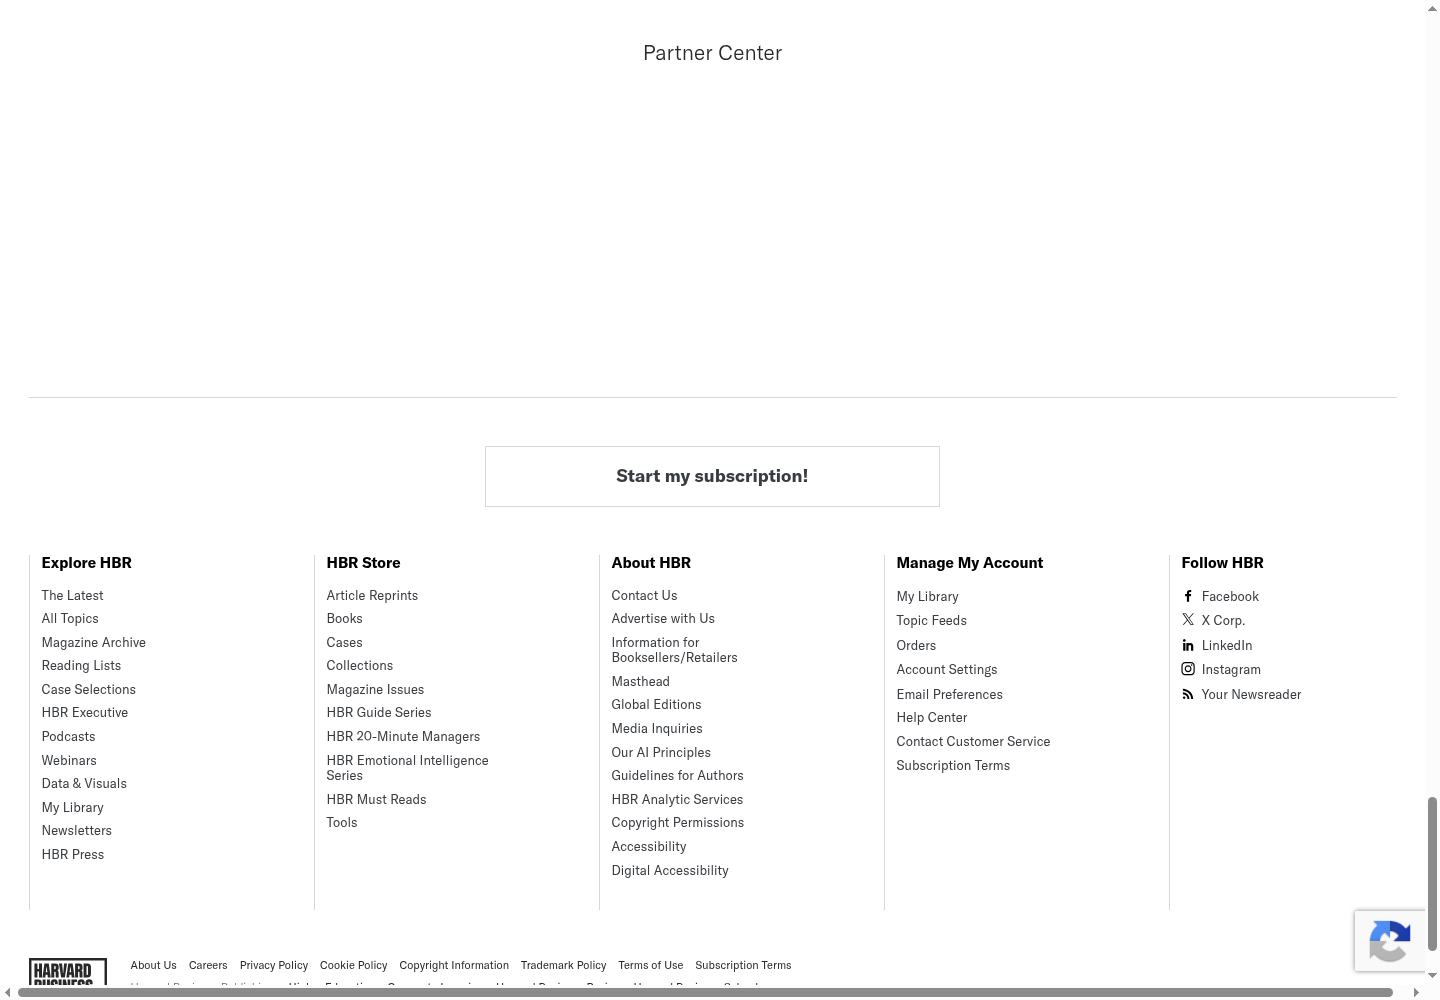 Partner Center
Start my subscription!
Explore HBR
The Latest
All Topics
Magazine Archive
Reading Lists
Case Selections
HBR Executive
Podcasts
Webinars
Data & Visuals
My Library
Newsletters
HBR Press
HBR Store
Article Reprints
Books
Cases
Collections
Magazine Issues
HBR Guide Series
HBR 20-Minute Managers
HBR Emotional Intelligence
Series
HBR Must Reads
Tools
About HBR
Contact Us
Advertise with Us
Information for
Booksellers/Retailers
Masthead
Global Editions
Media Inquiries
Our AI Principles
Guidelines for Authors
HBR Analytic Services
Copyright Permissions
Accessibility
Digital Accessibility
Manage My Account
My Library
Topic Feeds
Orders
Account Settings
Email Preferences
Help Center
Contact Customer Service
Subscription Terms
Follow HBR
Facebook
X Corp.
LinkedIn
Instagram
Your Newsreader
HARVARD
BUSINESS
About Us Careers Privacy Policy Cookie Policy Copyright Information Trademark Policy Terms of Use Subscription Terms